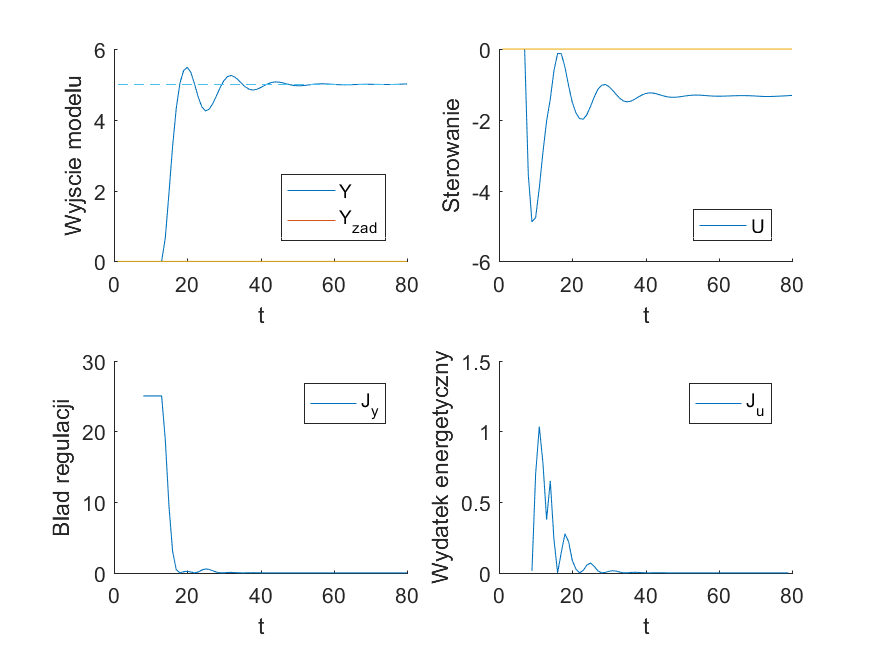 6
4
2
0
0 20 40 60 80
t
Wyjscie modelu
Y
Y_zad
0
-2
-4
-6
0 20 40 60 80
t
Sterowanie
U
30
20
10
0
0 20 40 60 80
t
Blad regulacji
J_y
1.5
1
0.5
0
0 20 40 60 80
t
Wydatek energetyczny
J_u